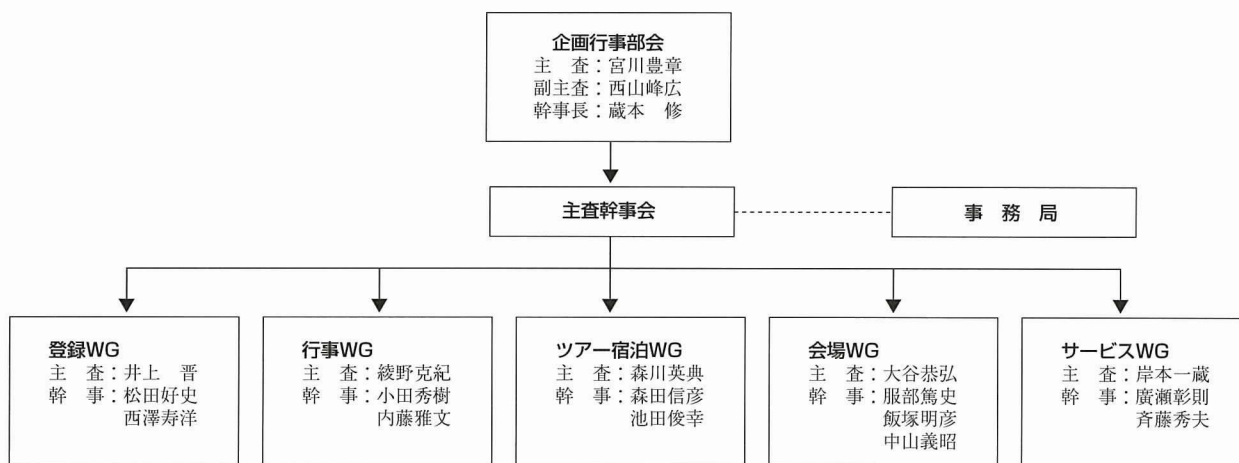 企画行事部会
主　査：宮川豊章
副主査：西山峰広
幹事長：蔵本　修
主査幹事会
事　務　局
登録WG
主　査：井上　晋
幹　事：松田好史
西澤寿洋
行事WG
主　査：綾野克紀
幹　事：小田秀樹
内藤雅文
ツアー宿泊WG
主　査：森川英典
幹　事：森田信彦
池田俊幸
会場WG
主　査：大谷恭弘
幹　事：服部篤史
飯塚明彦
中山義昭
サービスWG
主　査：岸本一蔵
幹　事：廣瀬彰則
斉藤秀夫